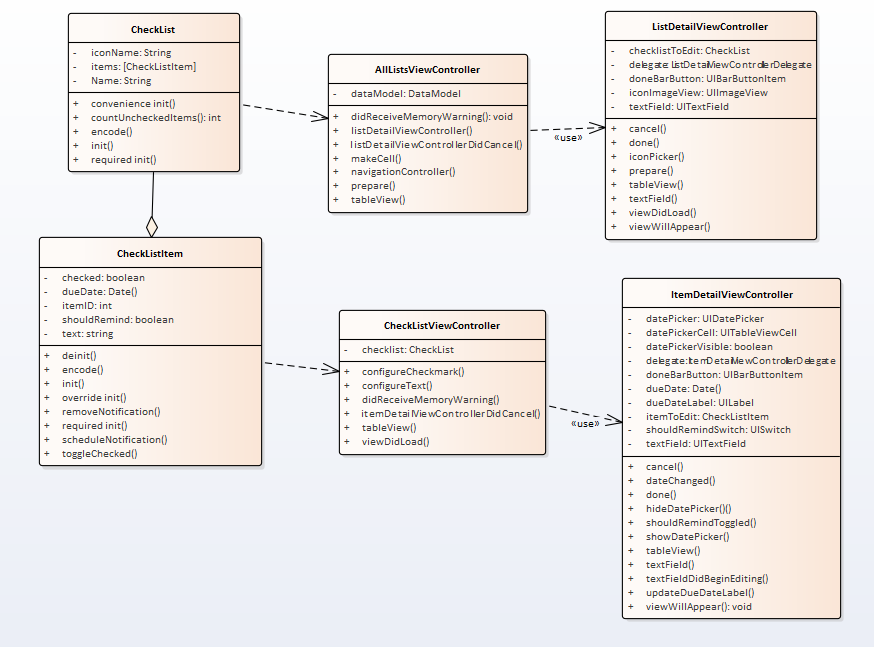 CheckList
- iconName: String
- items: [CheckListItem]
- Name: String
+ convenience init()
+ countUncheckedItems(): int
+ encode()
+ init()
+ required init()
AllListsViewController
- dataModel: DataModel
+ didReceiveMemoryWarning(): void
+ listDetailViewController()
+ listDetailViewControllerDidCancel()
+ makeCell()
+ navigationController()
+ prepare()
+ tableView()
«use»
ListDetailViewController
- checklistToEdit: CheckList
- delegate: ListDetailViewControllerDelegate
- doneBarButton: UIBarButtonItem
- iconImageView: UIImageView
- textField: UITextField
+ cancel()
+ done()
+ iconPicker()
+ prepare()
+ tableView()
+ textField()
+ viewDidLoad()
+ viewWillAppear()
CheckListItem
- checked: boolean
- dueDate: Date()
- itemID: int
- shouldRemind: boolean
- text: string
+ deinit()
+ encode()
+ init()
+ override init()
+ removeNotification()
+ required init()
+ scheduleNotification()
+ toggleChecked()
CheckListViewController
- checklist: CheckList
+ configureCheckmark()
+ configureText()
+ didReceiveMemoryWarning()
+ itemDetailViewControllerDidCancel()
+ tableView()
+ viewDidLoad()
«use»
ItemDetailViewController
- datePicker: UIDatePicker
- datePickerCell: UITableViewCell
- datePickerVisible: boolean
- delegate: ItemDetailViewControllerDelegate
- doneBarButton: UIBarButtonItem
- dueDate: Date()
- dueDateLabel: UILabel
- itemToEdit: CheckListItem
- shouldRemindSwitch: UISwitch
- textField: UITextField
+ cancel()
+ dateChanged()
+ done()
+ hideDatePicker()()
+ shouldRemindToggled()
+ showDatePicker()
+ tableView()
+ textField()
+ textFieldDidBeginEditing()
+ updateDueDateLabel()
+ viewWillAppear(): void